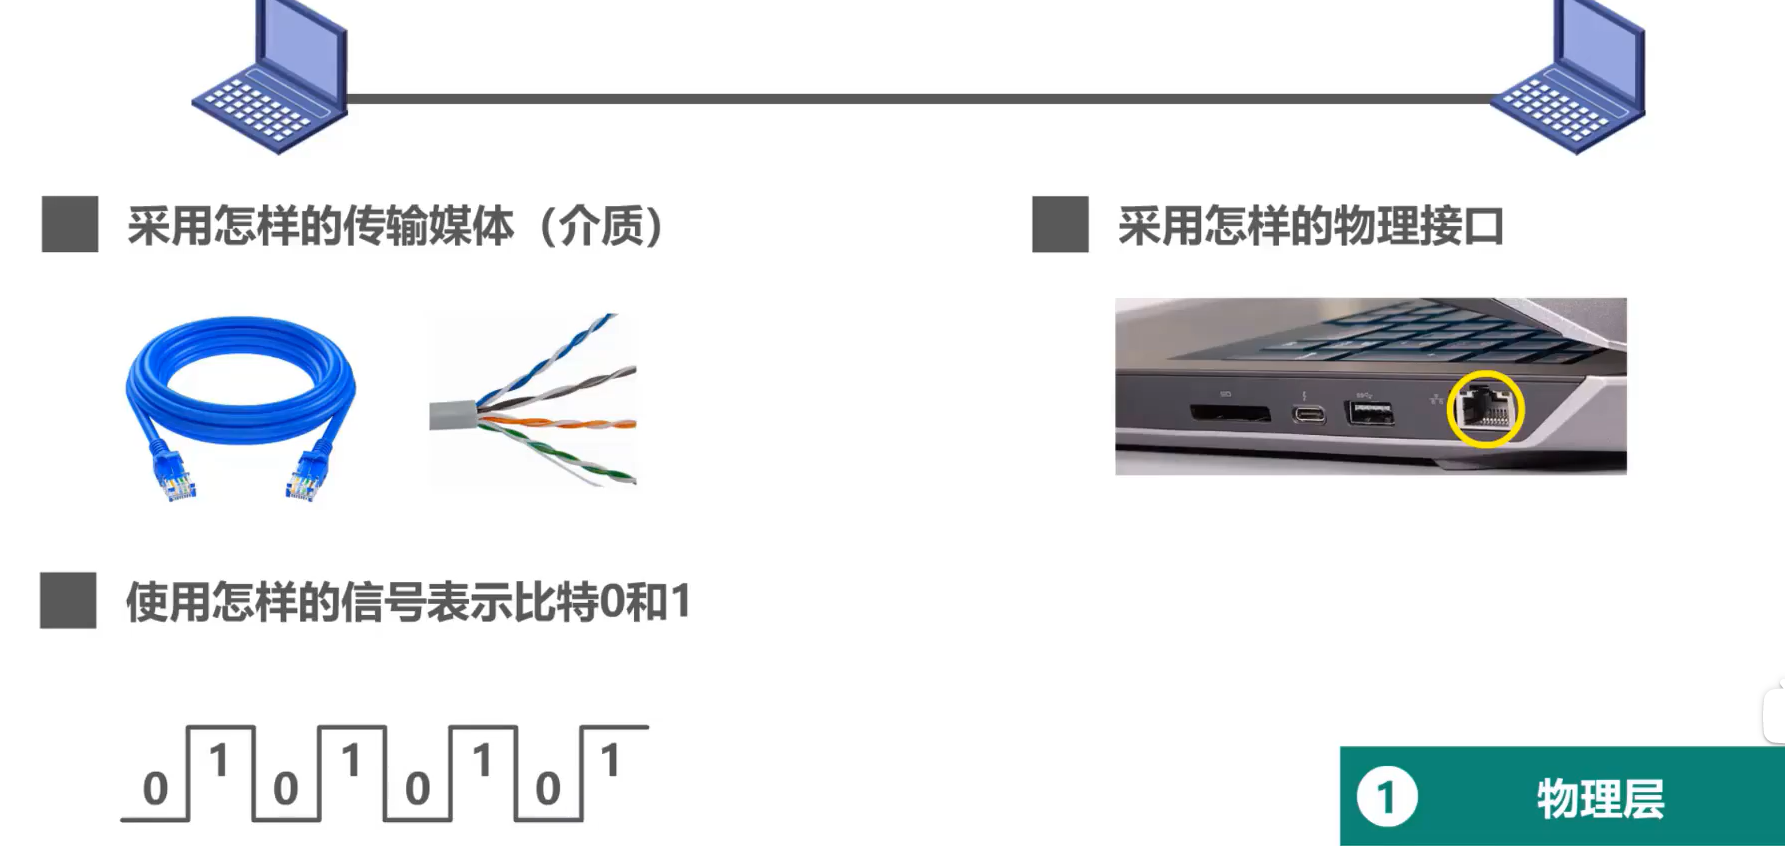 采用怎样的传输媒体（介质）
采用怎样的物理接口
使用怎样的信号表示比特0和1
0 1 0 1 0 1 0 1
1 物理层